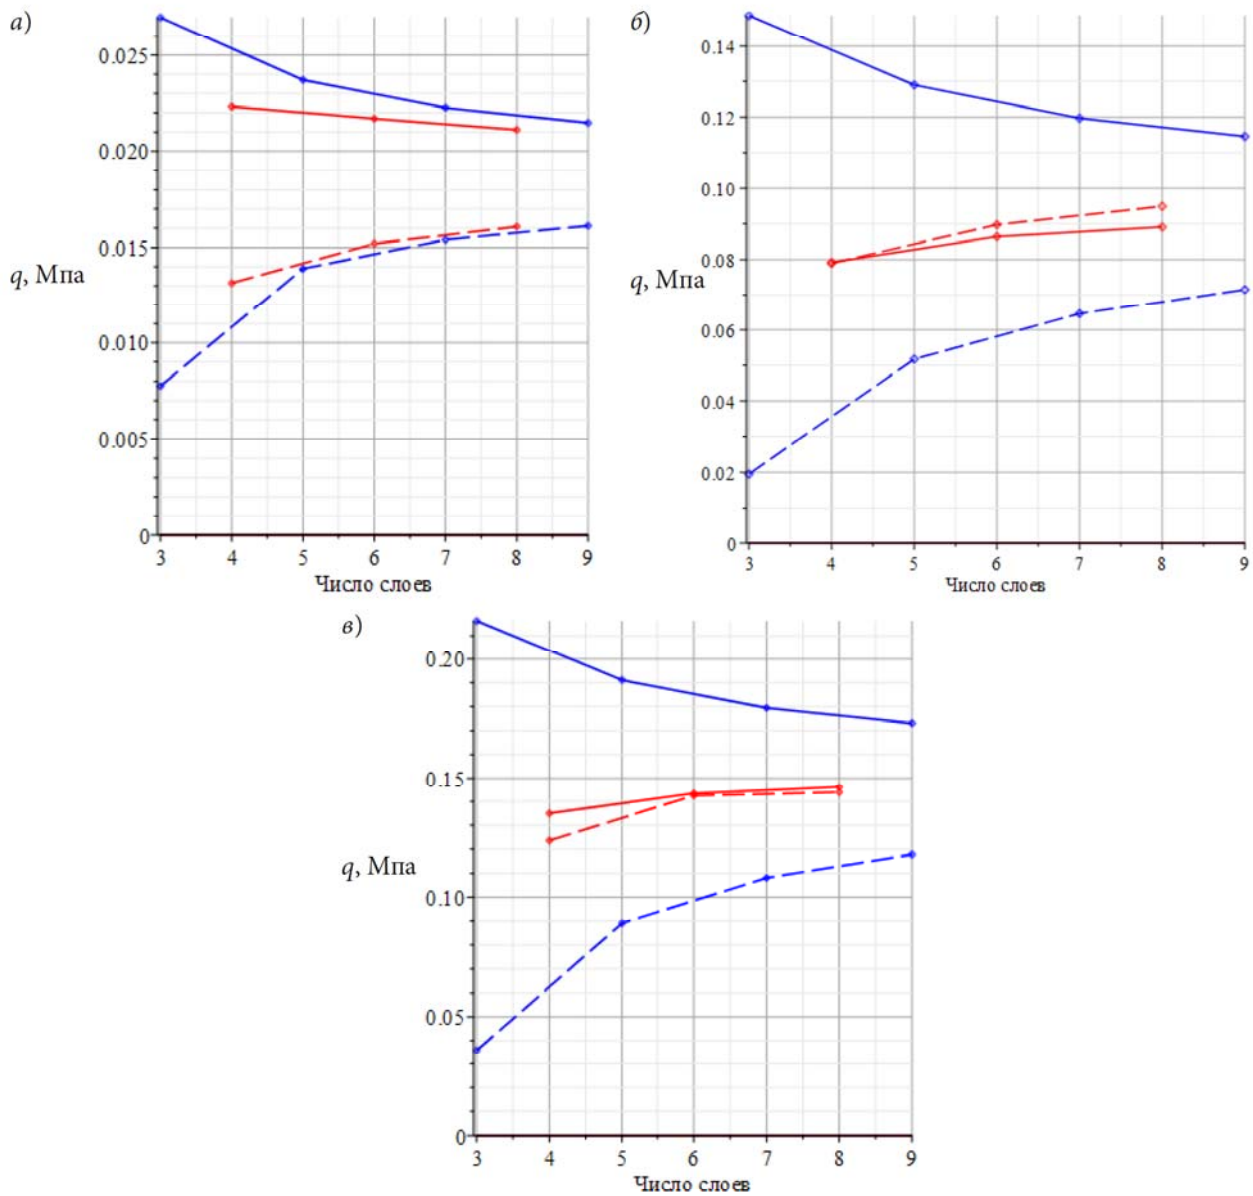 а)
0.025
0.020
0.015
q, Мпа
0.010
0.005
0
3 4 5 6 7 8 9
Число слоев
б)
0.14
0.12
0.10
0.08
q, Мпа
0.06
0.04
0.02
0
3 4 5 6 7 8 9
Число слоев
в)
0.20
0.15
q, Мпа
0.10
0.05
0
3 4 5 6 7 8 9
Число слоев